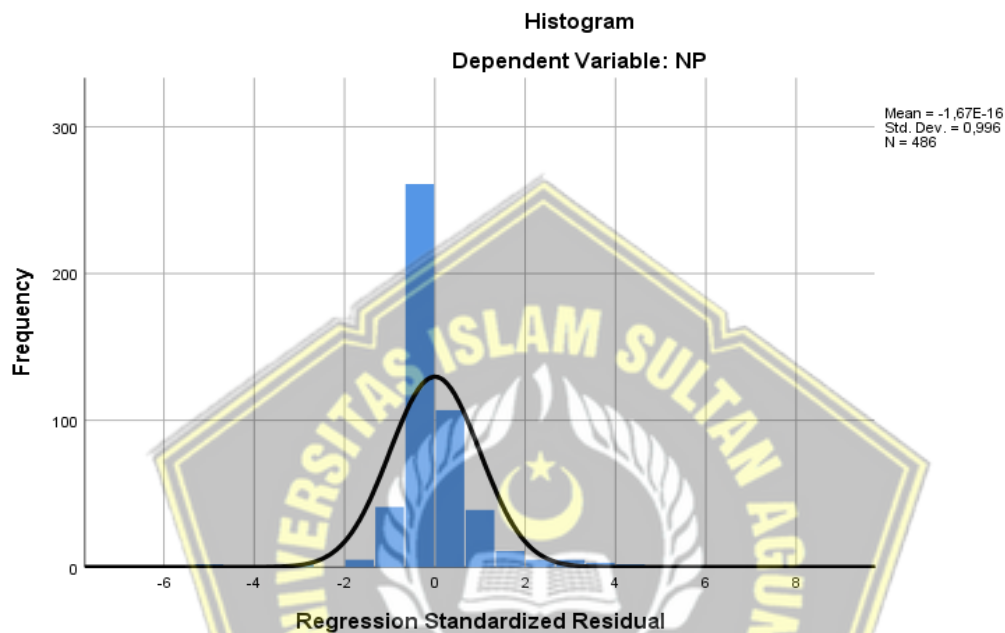 Histogram
Dependent Variable: NP
Mean = -1,67E-16
Std. Dev. = 0,996
N = 486
Frequency
300
200
100
0
-6 -4 -2 0 2 4 6 8
Regression Standardized Residual
UNIVERSITAS ISLAM SULTAN AGUN